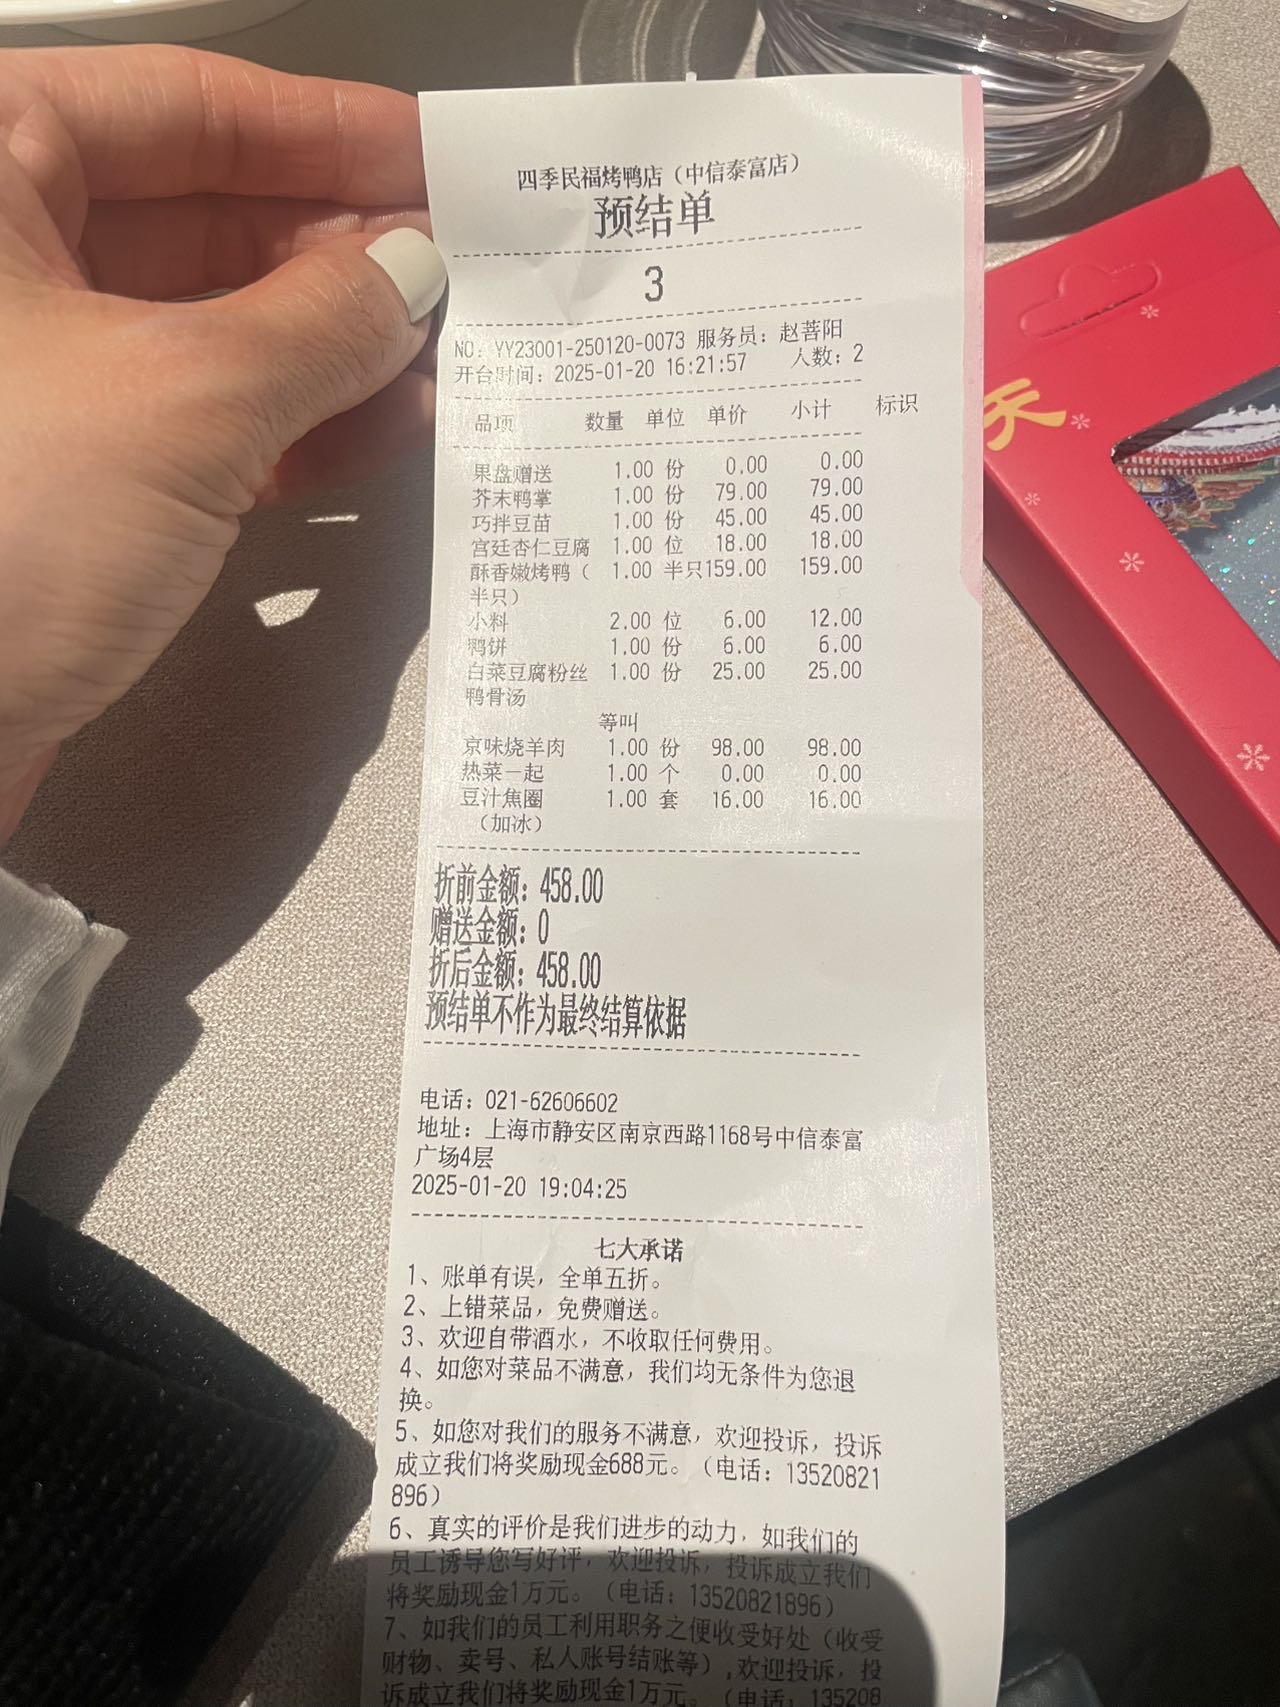 四季民福烤鸭店（中信泰富店）
预结单
3
NO：YY23001-250120-0073 服务员：赵菩阳
开台时间：2025-01-20 16:21:57 人数：2
品项 数量 单位 单价 小计 标识
果盘赠送 1.00 份 0.00 0.00
芥末鸭掌 1.00 份 79.00 79.00
巧拌豆苗 1.00 份 45.00 45.00
宫廷杏仁豆腐 1.00 位 18.00 18.00
酥香嫩烤鸭（ 1.00 半只159.00 159.00
半只）
小料 2.00 位 6.00 12.00
鸭饼 1.00 份 6.00 6.00
白菜豆腐粉丝 1.00 份 25.00 25.00
鸭骨汤
等叫
京味烧羊肉 1.00 份 98.00 98.00
热菜一起 1.00 个 0.00 0.00
豆汁焦圈 1.00 套 16.00 16.00
（加冰）
折前金额：458.00
赠送金额：0
折后金额：458.00
预结单不作为最终结算依据
电话：021-62606602
地址：上海市静安区南京西路1168号中信泰富
广场4层
2025-01-20 19:04:25
七大承诺
1、账单有误，全单五折。
2、上错菜品，免费赠送。
3、欢迎自带酒水，不收取任何费用。
4、如您对菜品不满意，我们均无条件为您退
换。
5、如您对我们的服务不满意，欢迎投诉，投诉
成立我们将奖励现金688元。（电话：13520821
896）
6、真实的评价是我们进步的动力，如我们的
员工诱导您写好评，欢迎投诉，投诉成立我们
将奖励现金1万元。（电话：13520821896）
7、如我们的员工利用职务之便收受好处（收受
财物、卖号、私人账号结账等）,欢迎投诉，投
诉成立我们将奖励现金1万元。（电话：135208
天